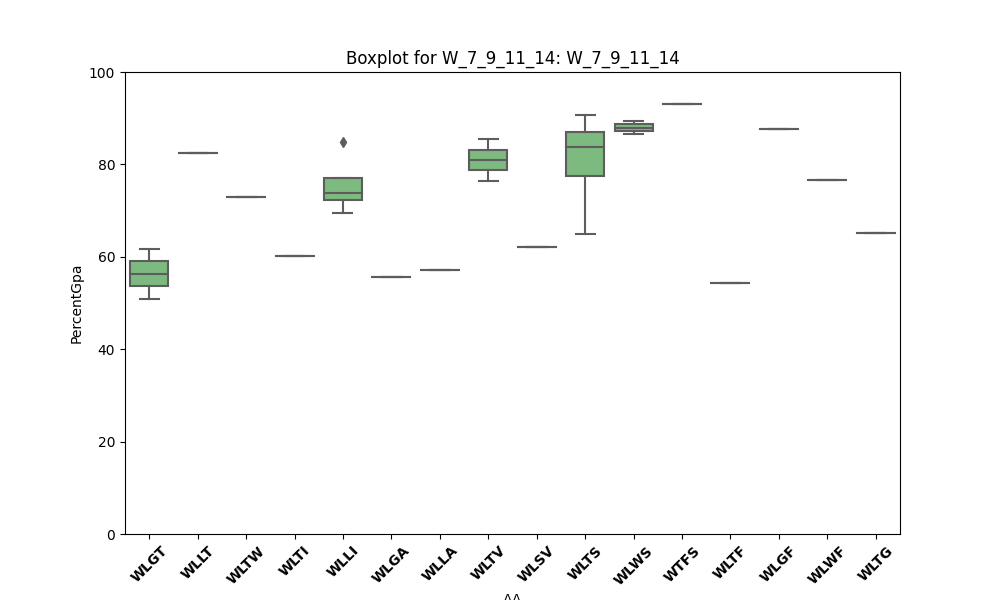 Boxplot for W_7_9_11_14: W_7_9_11_14
PercentGpa
100
80
60
40
20
0
WLGT WLLT WLTW WLTI WLLI WLGA WLLA WLTV WLSV WLTS WLWS WTFS WLTF WLGF WLWF WLTG
AA